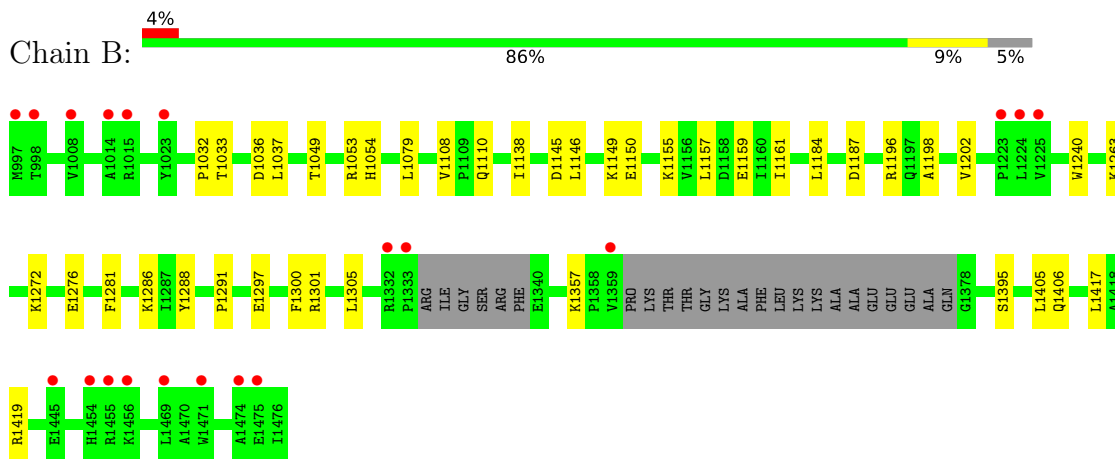 4%
Chain B:
86% 9% 5%
M997 T998 V1008 A1014 R1015 Y1023 P1032 T1033 D1036 L1037 T1049 R1053 H1054 L1079 V1108 P1109 Q1110 I1138 D1145 L1146 K1149 E1150 K1155 V1156 L1157 D1158 E1159 I1160 I1161 L1184 D1187 R1196 Q1197 A1198 V1202 P1223 L1224 V1225 W1240 K1263
K1272 E1276 F1281 K1286 I1287 Y1288 P1291 E1297 F1300 R1301 L1305 R1332 P1333 ARG ILE GLY SER ARG PHE E1340 K1357 P1358 V1359 PRO LYS THR THR GLY LYS ALA PHE LEU LYS LYS ALA ALA GLU GLU GLU ALA GLN G1378 S1395 L1405 Q1406 L1417 A1418
R1419 E1445 H1454 R1455 K1456 L1469 A1470 W1471 A1474 E1475 I1476